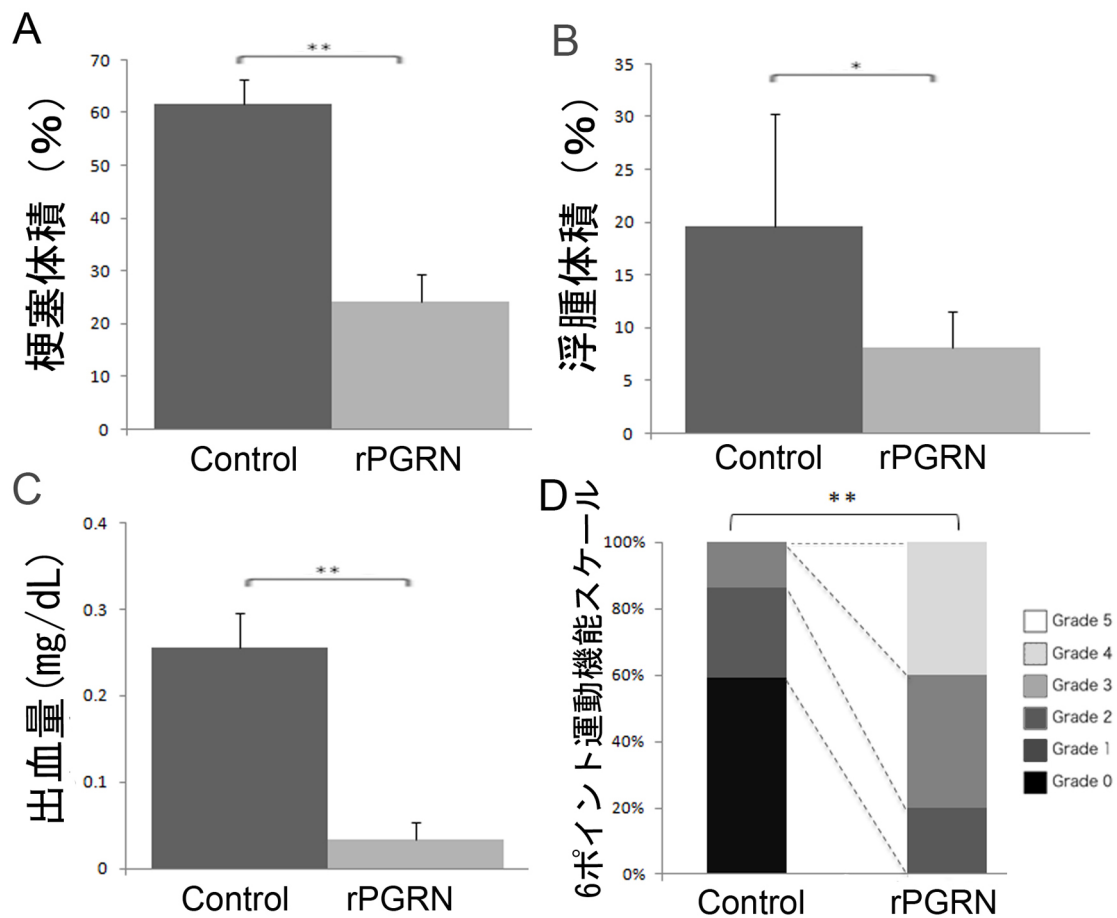 A
梗塞体積 (%)
70
60
50
40
30
20
10
0
**
Control rPGRN
B
浮腫体積 (%)
35
30
25
20
15
10
5
0
*
Control rPGRN
C
出血量(mg/dL)
0.4
0.3
0.2
0.1
0
**
Control rPGRN
D
6ポイント運動機能スケール
100%
80%
60%
40%
20%
0%
**
Control rPGRN
Grade 5
Grade 4
Grade 3
Grade 2
Grade 1
Grade 0